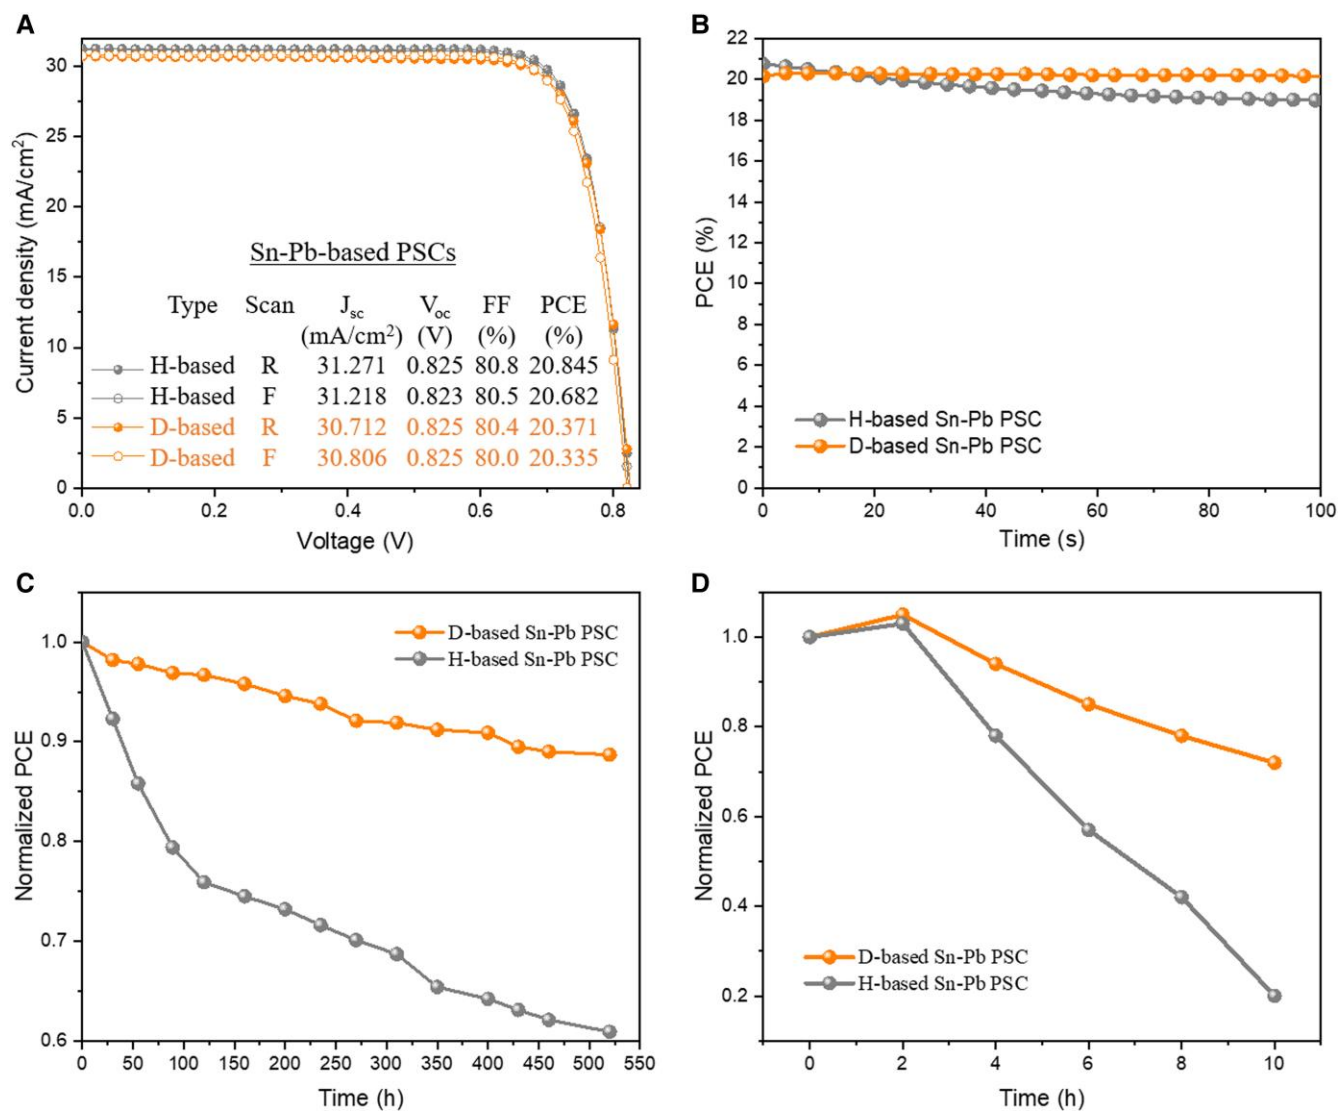 A
Current density (mA/cm²)
30
25
20
15
10
5
0
Sn-Pb-based PSCs
Type Scan Jsc Voc FF PCE
(mA/cm²) (V) (%) (%)
H-based R 31.271 0.825 80.8 20.845
H-based F 31.218 0.823 80.5 20.682
D-based R 30.712 0.825 80.4 20.371
D-based F 30.806 0.825 80.0 20.335
0.0 0.2 0.4 0.6 0.8
Voltage (V)
B
PCE (%)
22
20
18
16
14
12
10
8
6
4
2
0
H-based Sn-Pb PSC
D-based Sn-Pb PSC
0 20 40 60 80 100
Time (s)
C
Normalized PCE
1.0
0.9
0.8
0.7
0.6
D-based Sn-Pb PSC
H-based Sn-Pb PSC
0 50 100 150 200 250 300 350 400 450 500 550
Time (h)
D
Normalized PCE
1.0
0.8
0.6
0.4
0.2
D-based Sn-Pb PSC
H-based Sn-Pb PSC
0 2 4 6 8 10
Time (h)